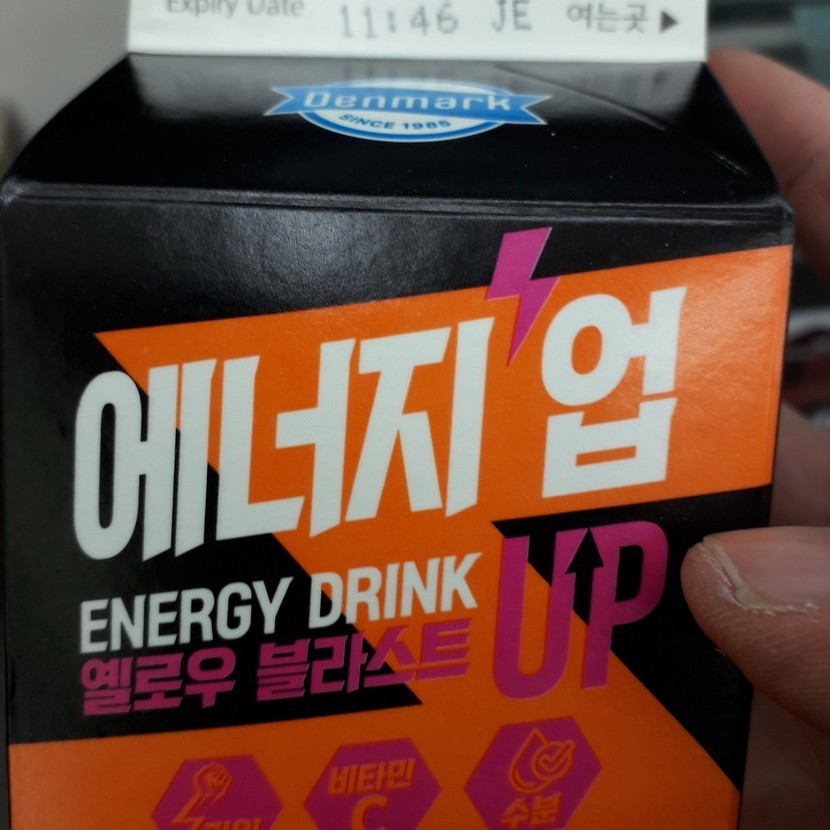 Expiry Date
11:46 JE 여는곳▶
Denmark
SINCE 1985
에너지 업
ENERGY DRINK UP
옐로우 블라스트
비타민
C
수분